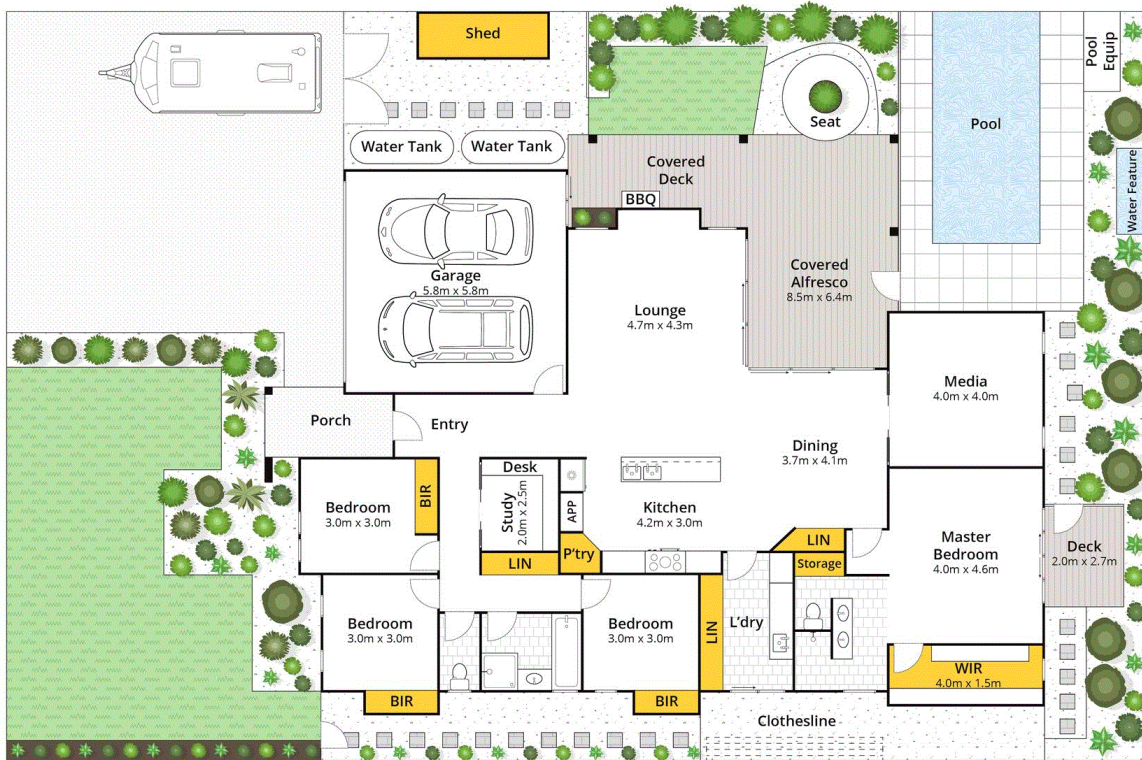 Shed
Pool
Equip
Seat
Pool
Water Tank
Water Tank
Covered
Deck
BBQ
Water Feature
Garage
5.8m x 5.8m
Covered
Alfresco
8.5m x 6.4m
Lounge
4.7m x 4.3m
Media
4.0m x 4.0m
Porch
Entry
Dining
3.7m x 4.1m
Desk
Study
2.0m x 2.5m
APP
BIR
Bedroom
3.0m x 3.0m
Kitchen
4.2m x 3.0m
P'try
LIN
LIN
Storage
Master
Bedroom
4.0m x 4.6m
Deck
2.0m x 2.7m
Bedroom
3.0m x 3.0m
Bedroom
3.0m x 3.0m
LIN
L'dry
WIR
4.0m x 1.5m
BIR
BIR
Clothesline